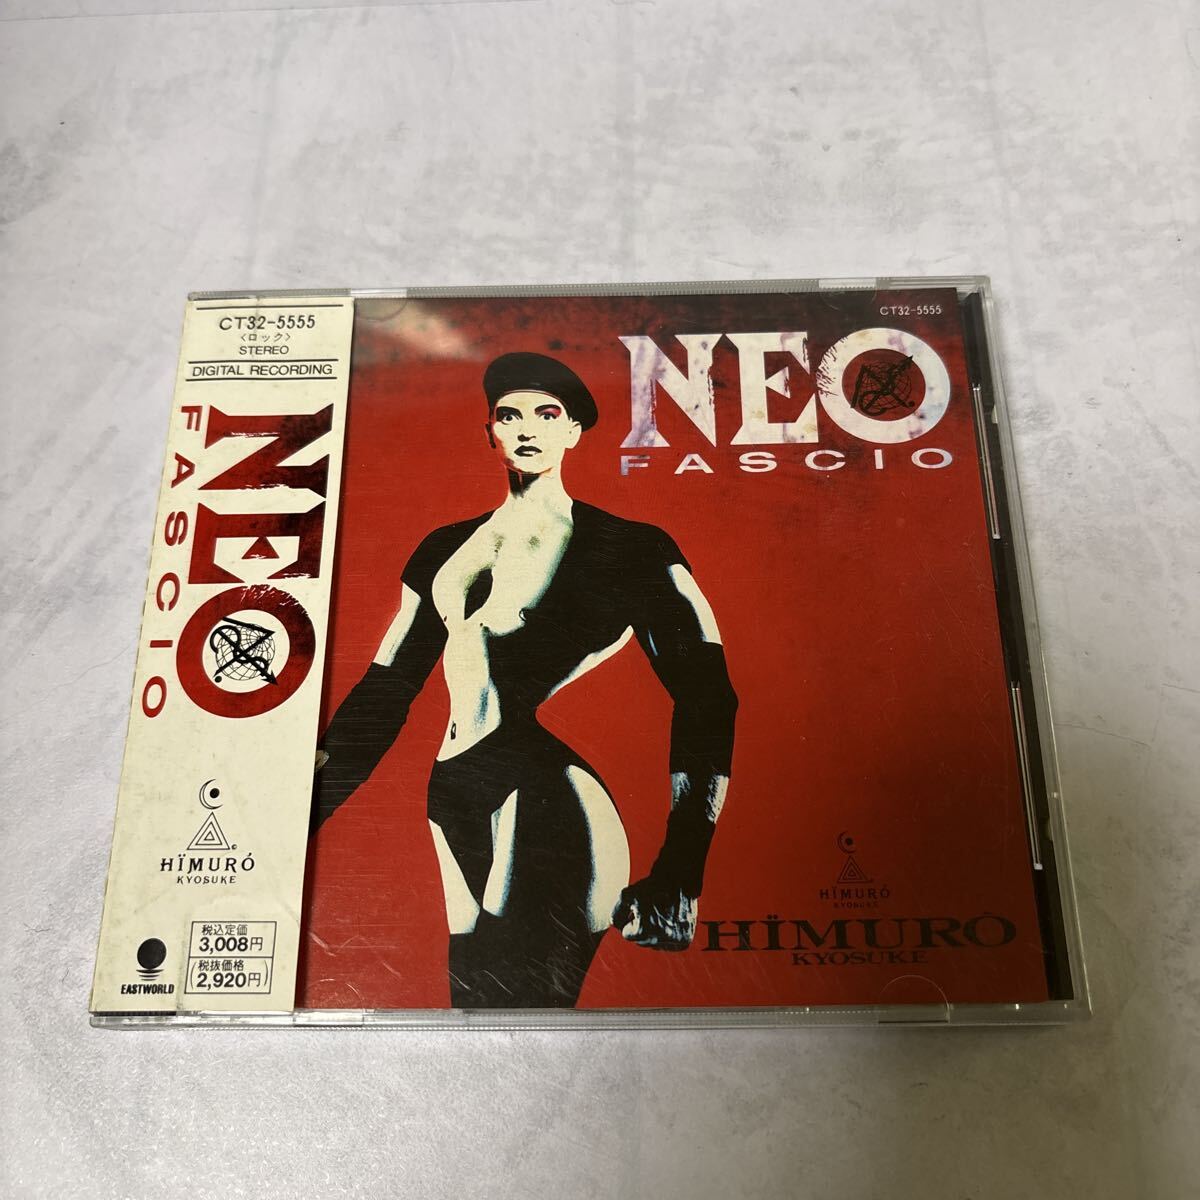 CT32-5555
〈ロック〉
STEREO
DIGITAL RECORDING
NEO
FASCIO
HÏMURÓ
KYOSUKE
EASTWORLD
税込定価
3,008円
(税抜価格
2,920円)
CT32-5555
NEO
FASCIO
HÏMURÓ
KYOSUKE
HÏMURÓ
KYOSUKE